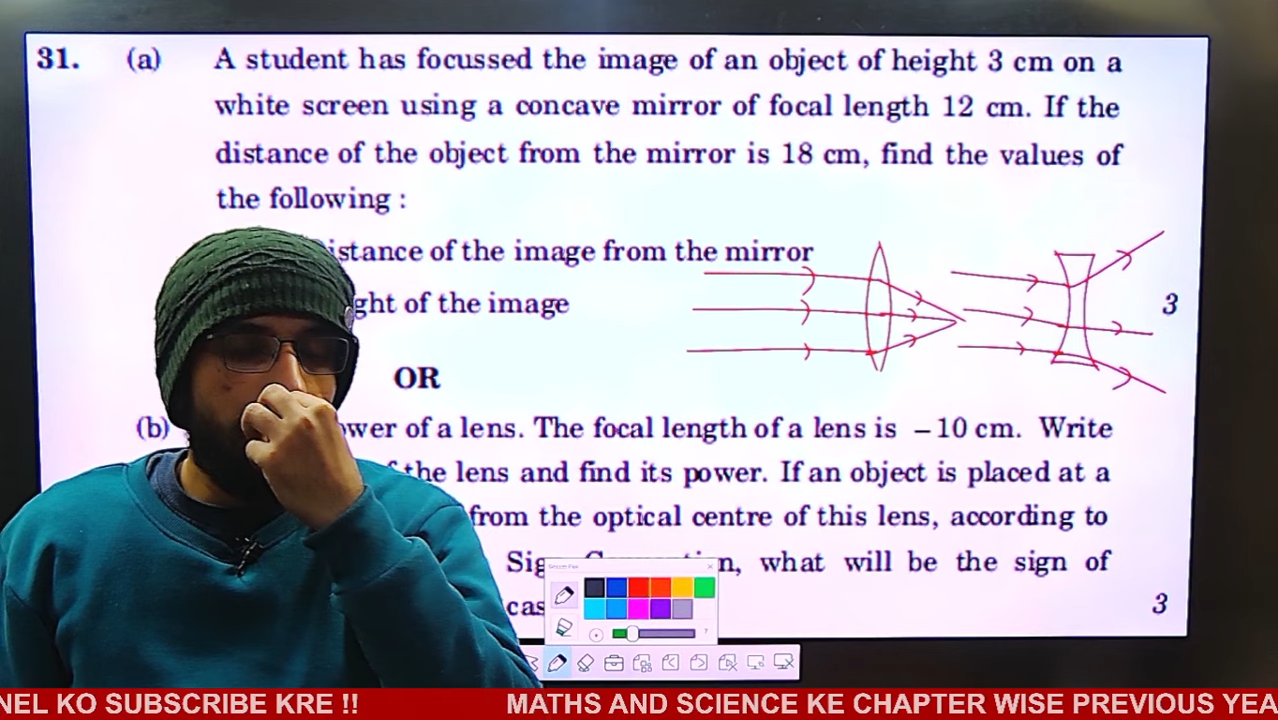 31. (a) A student has focussed the image of an object of height 3 cm on a
white screen using a concave mirror of focal length 12 cm. If the
distance of the object from the mirror is 18 cm, find the values of
the following :
istance of the image from the mirror
ght of the image
3
OR
(b) wer of a lens. The focal length of a lens is – 10 cm. Write
the lens and find its power. If an object is placed at a
from the optical centre of this lens, according to
n, what will be the sign of
cas
3
NEL KO SUBSCRIBE KRE !! MATHS AND SCIENCE KE CHAPTER WISE PREVIOUS YEA